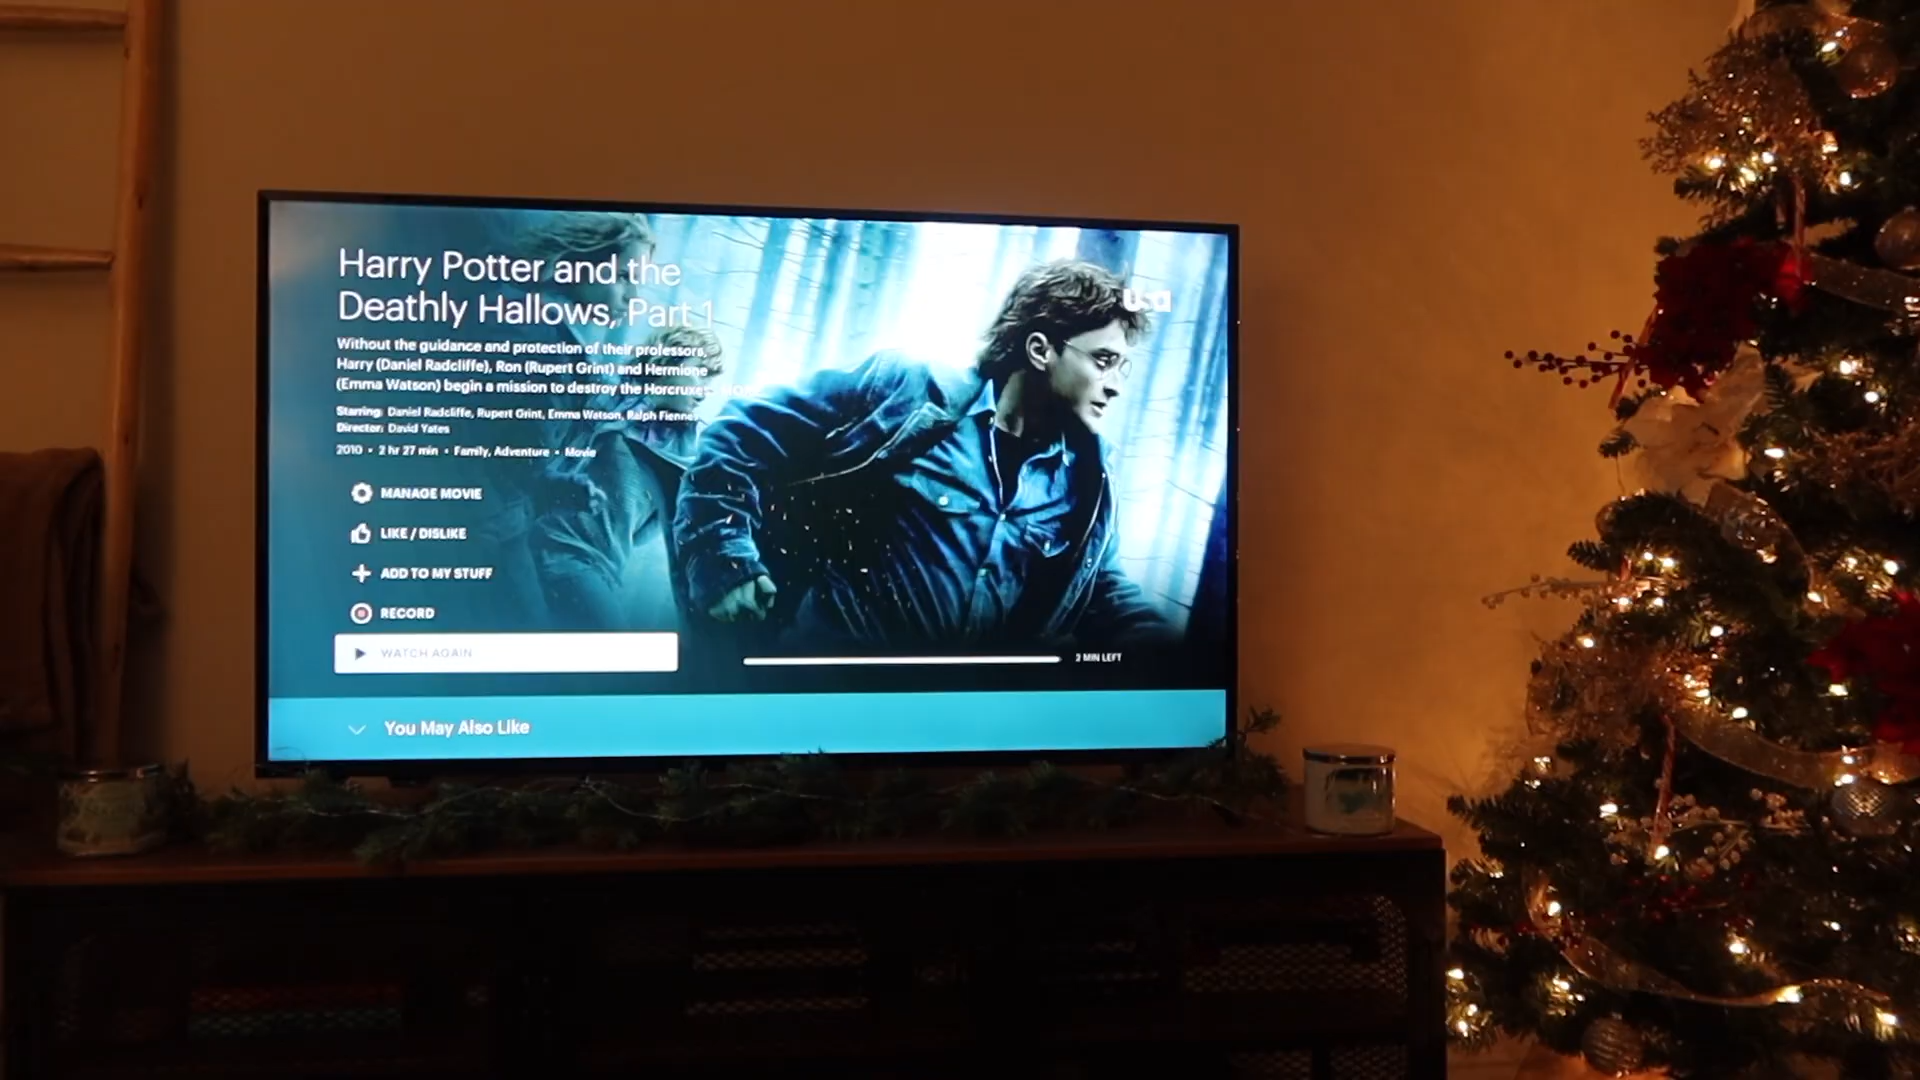 Harry Potter and the
Deathly Hallows, Part 1
usa
Without the guidance and protection of their professors,
Harry (Daniel Radcliffe), Ron (Rupert Grint) and Hermione
(Emma Watson) begin a mission to destroy the Horcruxes MORE
Starring: Daniel Radcliffe, Rupert Grint, Emma Watson, Ralph Fiennes
Director: David Yates
2010 • 2 hr 27 min • Family, Adventure • Movie
MANAGE MOVIE
LIKE / DISLIKE
ADD TO MY STUFF
RECORD
WATCH AGAIN
2 MIN LEFT
You May Also Like